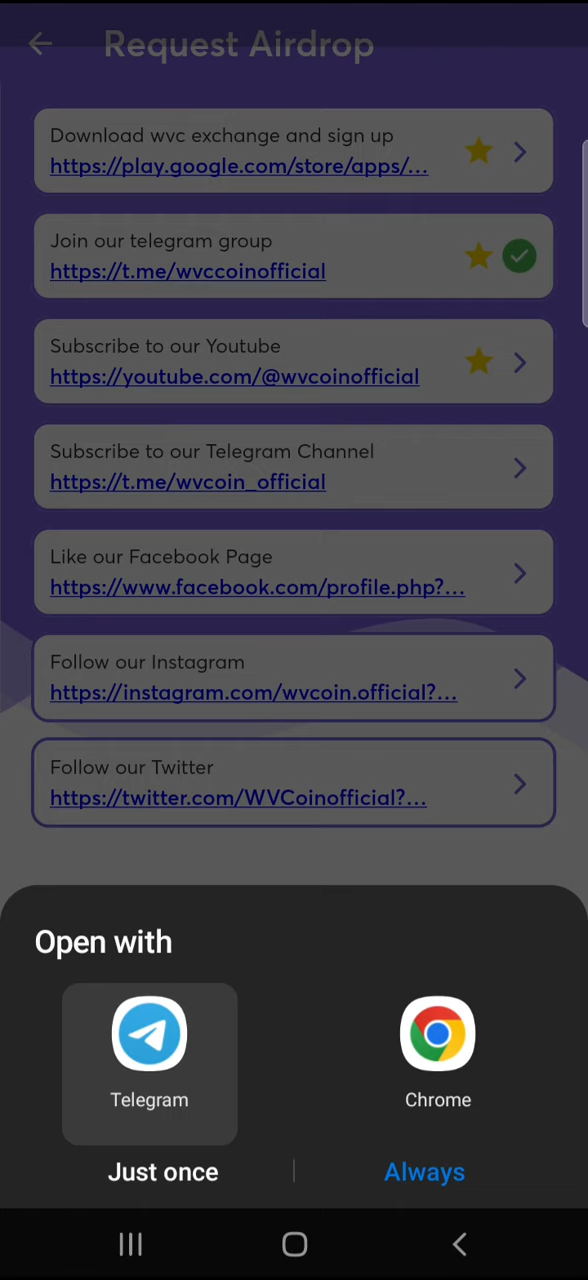 Request Airdrop
Download wvc exchange and sign up
https://play.google.com/store/apps/...
Join our telegram group
https://t.me/wvccoinofficial
Subscribe to our Youtube
https://youtube.com/@wvcoinofficial
Subscribe to our Telegram Channel
https://t.me/wvcoin_official
Like our Facebook Page
https://www.facebook.com/profile.php?...
Follow our Instagram
https://instagram.com/wvcoin.official?...
Follow our Twitter
https://twitter.com/WVCoinofficial?...
Open with
Telegram
Chrome
Just once
Always